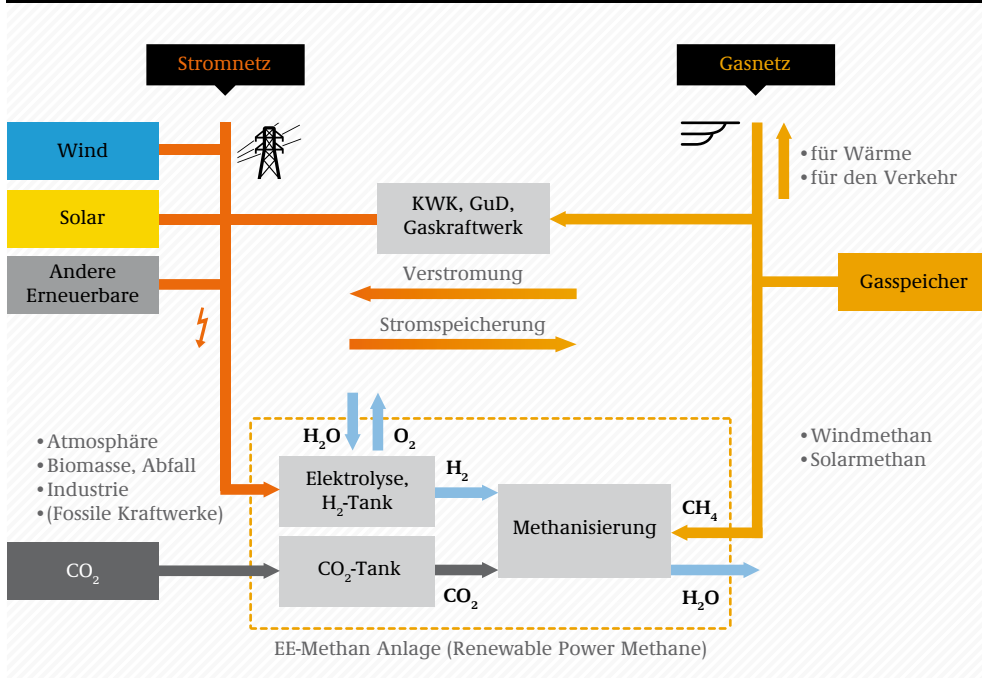 Stromnetz
Gasnetz
Wind
Solar
Andere
Erneuerbare
KWK, GuD,
Gaskraftwerk
• für Wärme
• für den Verkehr
Gasspeicher
Verstromung
Stromspeicherung
• Atmosphäre
• Biomasse, Abfall
• Industrie
• (Fossile Kraftwerke)
H₂O
O₂
• Windmethan
• Solarmethan
Elektrolyse,
H₂-Tank
H₂
Methanisierung
CH₄
CO₂
CO₂-Tank
CO₂
H₂O
EE-Methan Anlage (Renewable Power Methane)